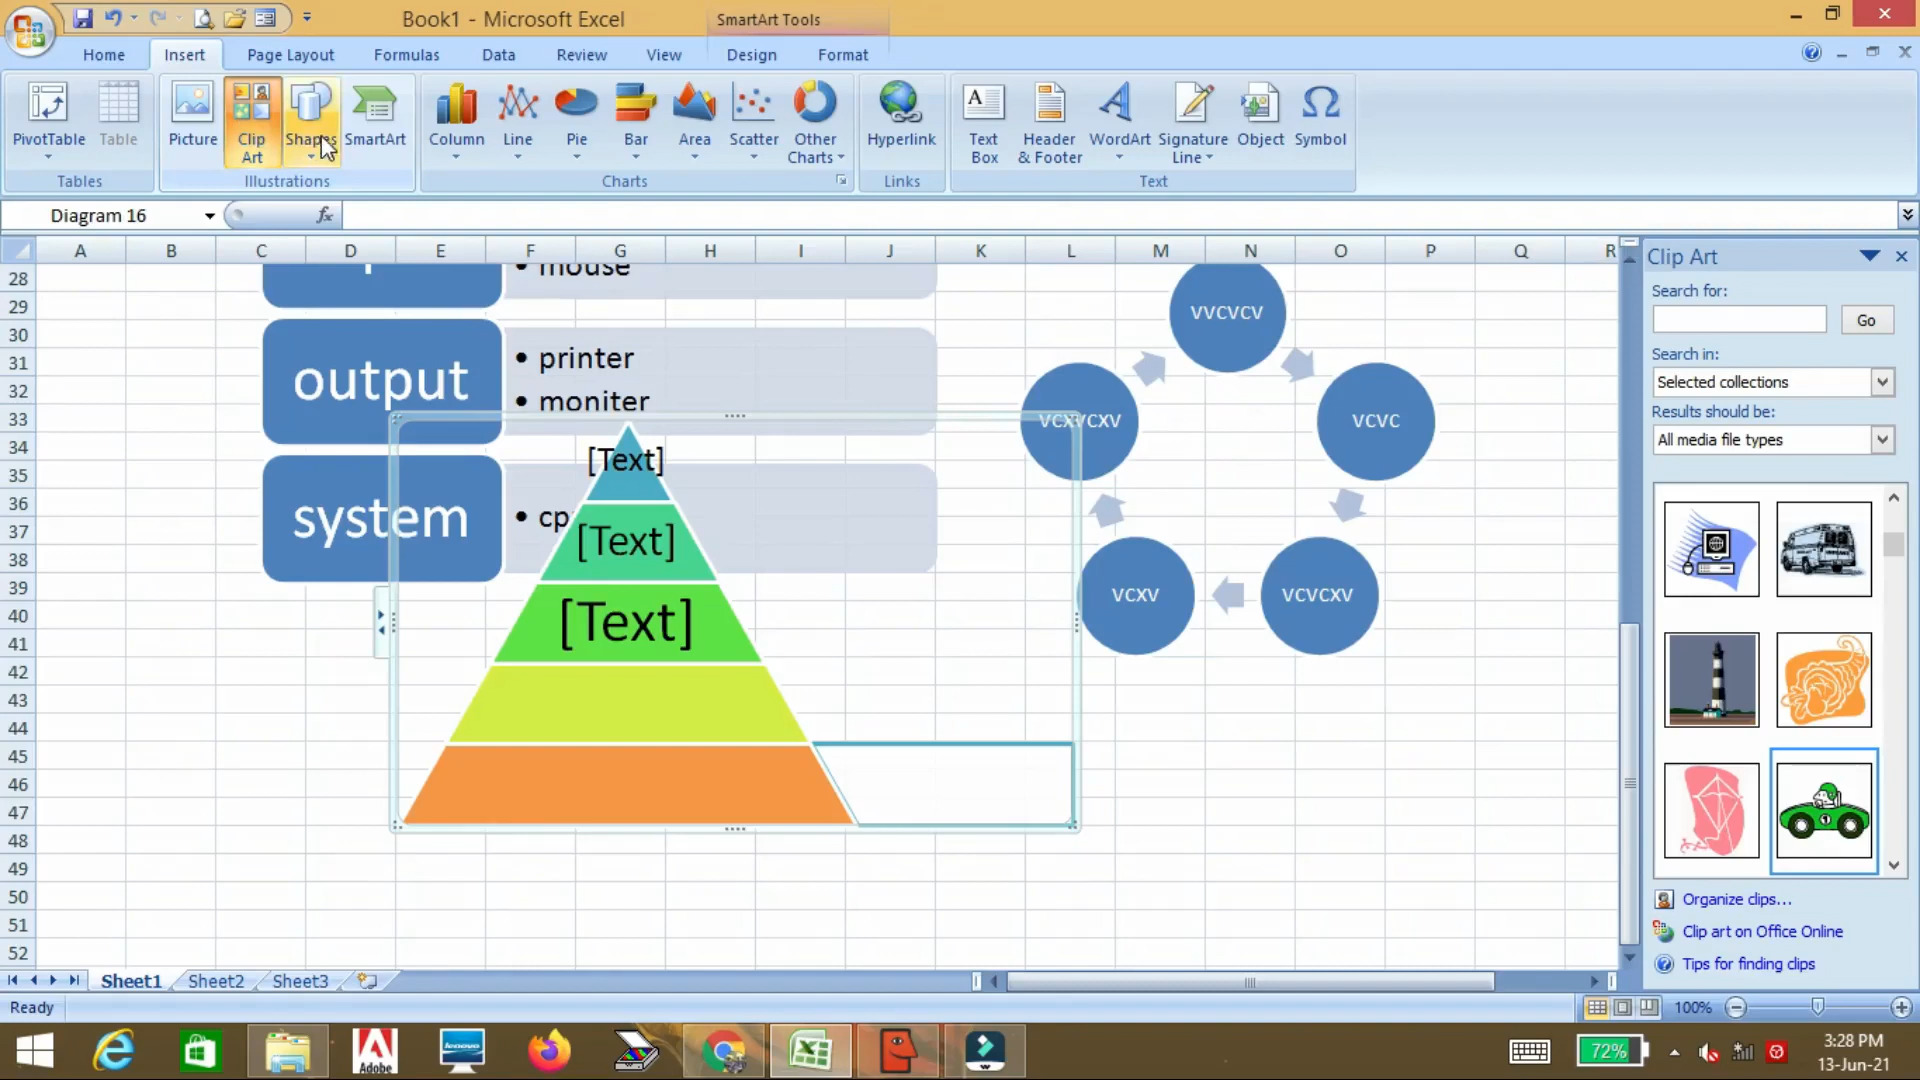 Book1 - Microsoft Excel
SmartArt Tools
Home Insert Page Layout Formulas Data Review View Design Format
PivotTable Table Picture Clip Art Shapes SmartArt Column Line Pie Bar Area Scatter Other Charts Hyperlink Text Box Header & Footer WordArt Signature Line Object Symbol
Tables Illustrations Charts Links Text
Diagram 16 fx
A B C D E F G H I J K L M N O P Q R
28
29
30
31
32
33
34
35
36
37
38
39
40
41
42
43
44
45
46
47
48
49
50
51
52
• mouse
output
• printer
• moniter
system
• cp
[Text]
[Text]
[Text]
VVCVCV
VCVC
VCVCXV
VCXV
VCXVCXV
Clip Art
Search for:
Go
Search in:
Selected collections
Results should be:
All media file types
1
Organize clips...
Clip art on Office Online
Tips for finding clips
Sheet1 Sheet2 Sheet3
Ready
100%
Adobe
lenovo
72%
3:28 PM
13-Jun-21